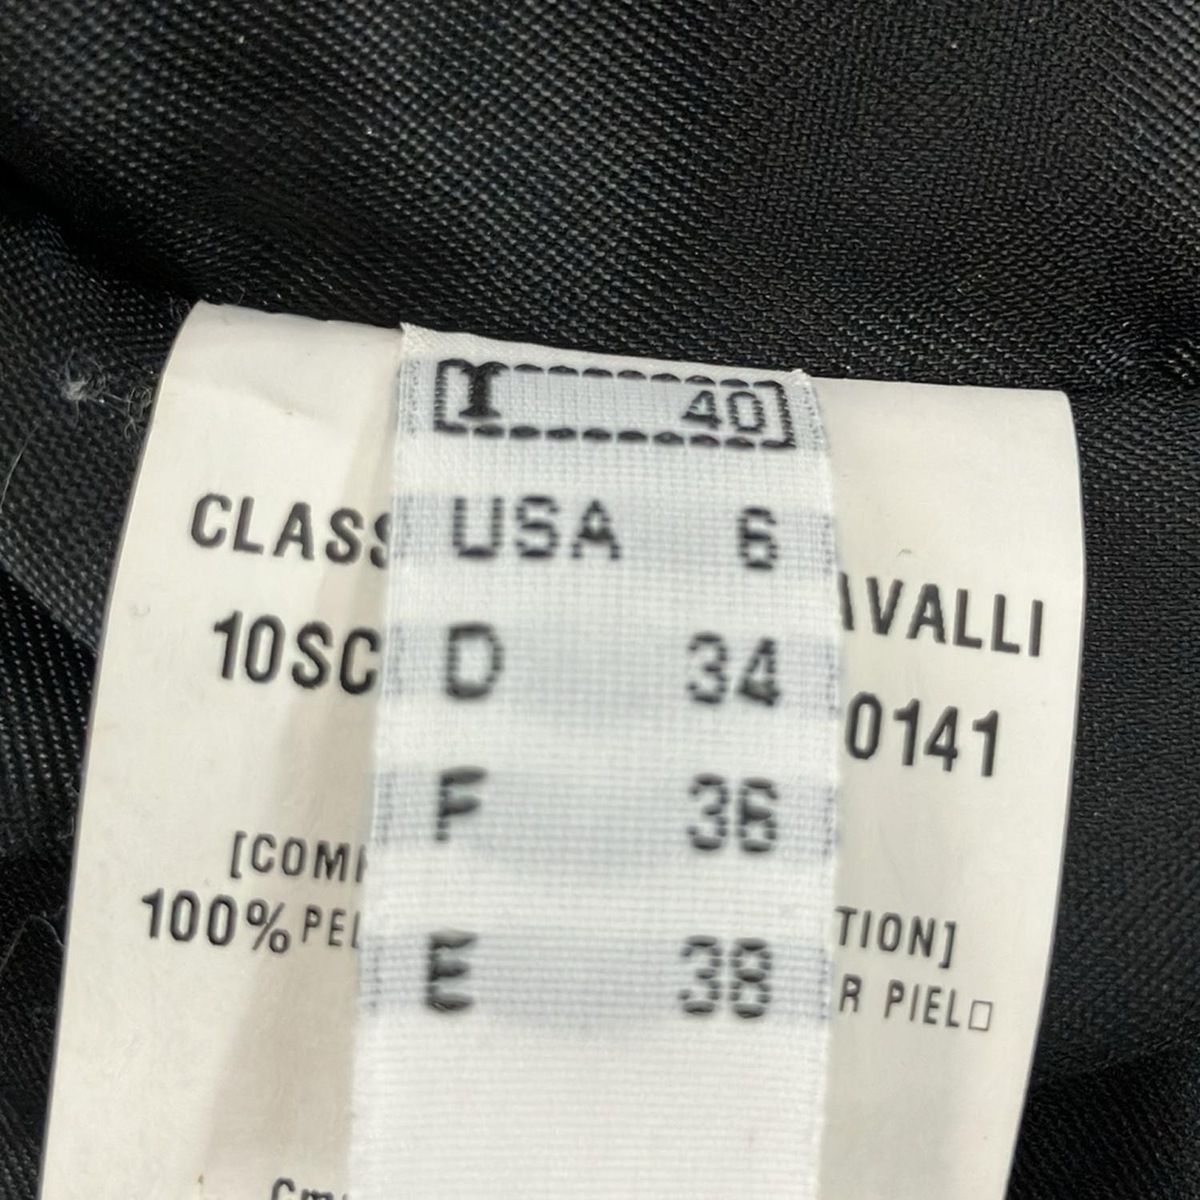 I 40
USA 6
D 34
F 36
E 38
CLASS AVALLI
10SC 0141
[COMP TION]
100% PEL R PIEL